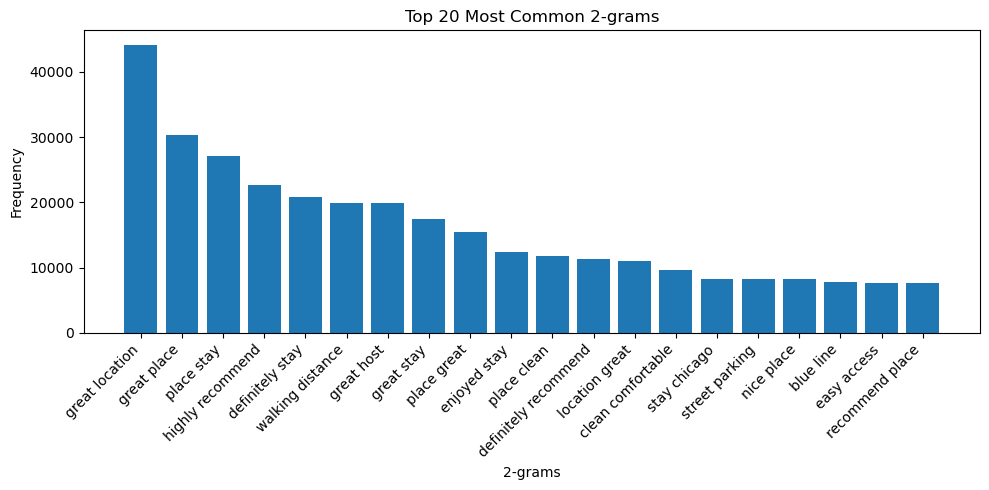 Top 20 Most Common 2-grams
Frequency
40000
30000
20000
10000
0
great location
great place
place stay
highly recommend
definitely stay
walking distance
great host
great stay
place great
enjoyed stay
place clean
definitely recommend
location great
clean comfortable
stay chicago
street parking
nice place
blue line
easy access
recommend place
2-grams